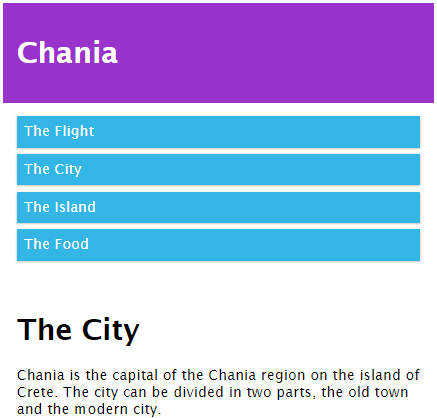 Chania
The Flight
The City
The Island
The Food
The City
Chania is the capital of the Chania region on the island of
Crete. The city can be divided in two parts, the old town
and the modern city.